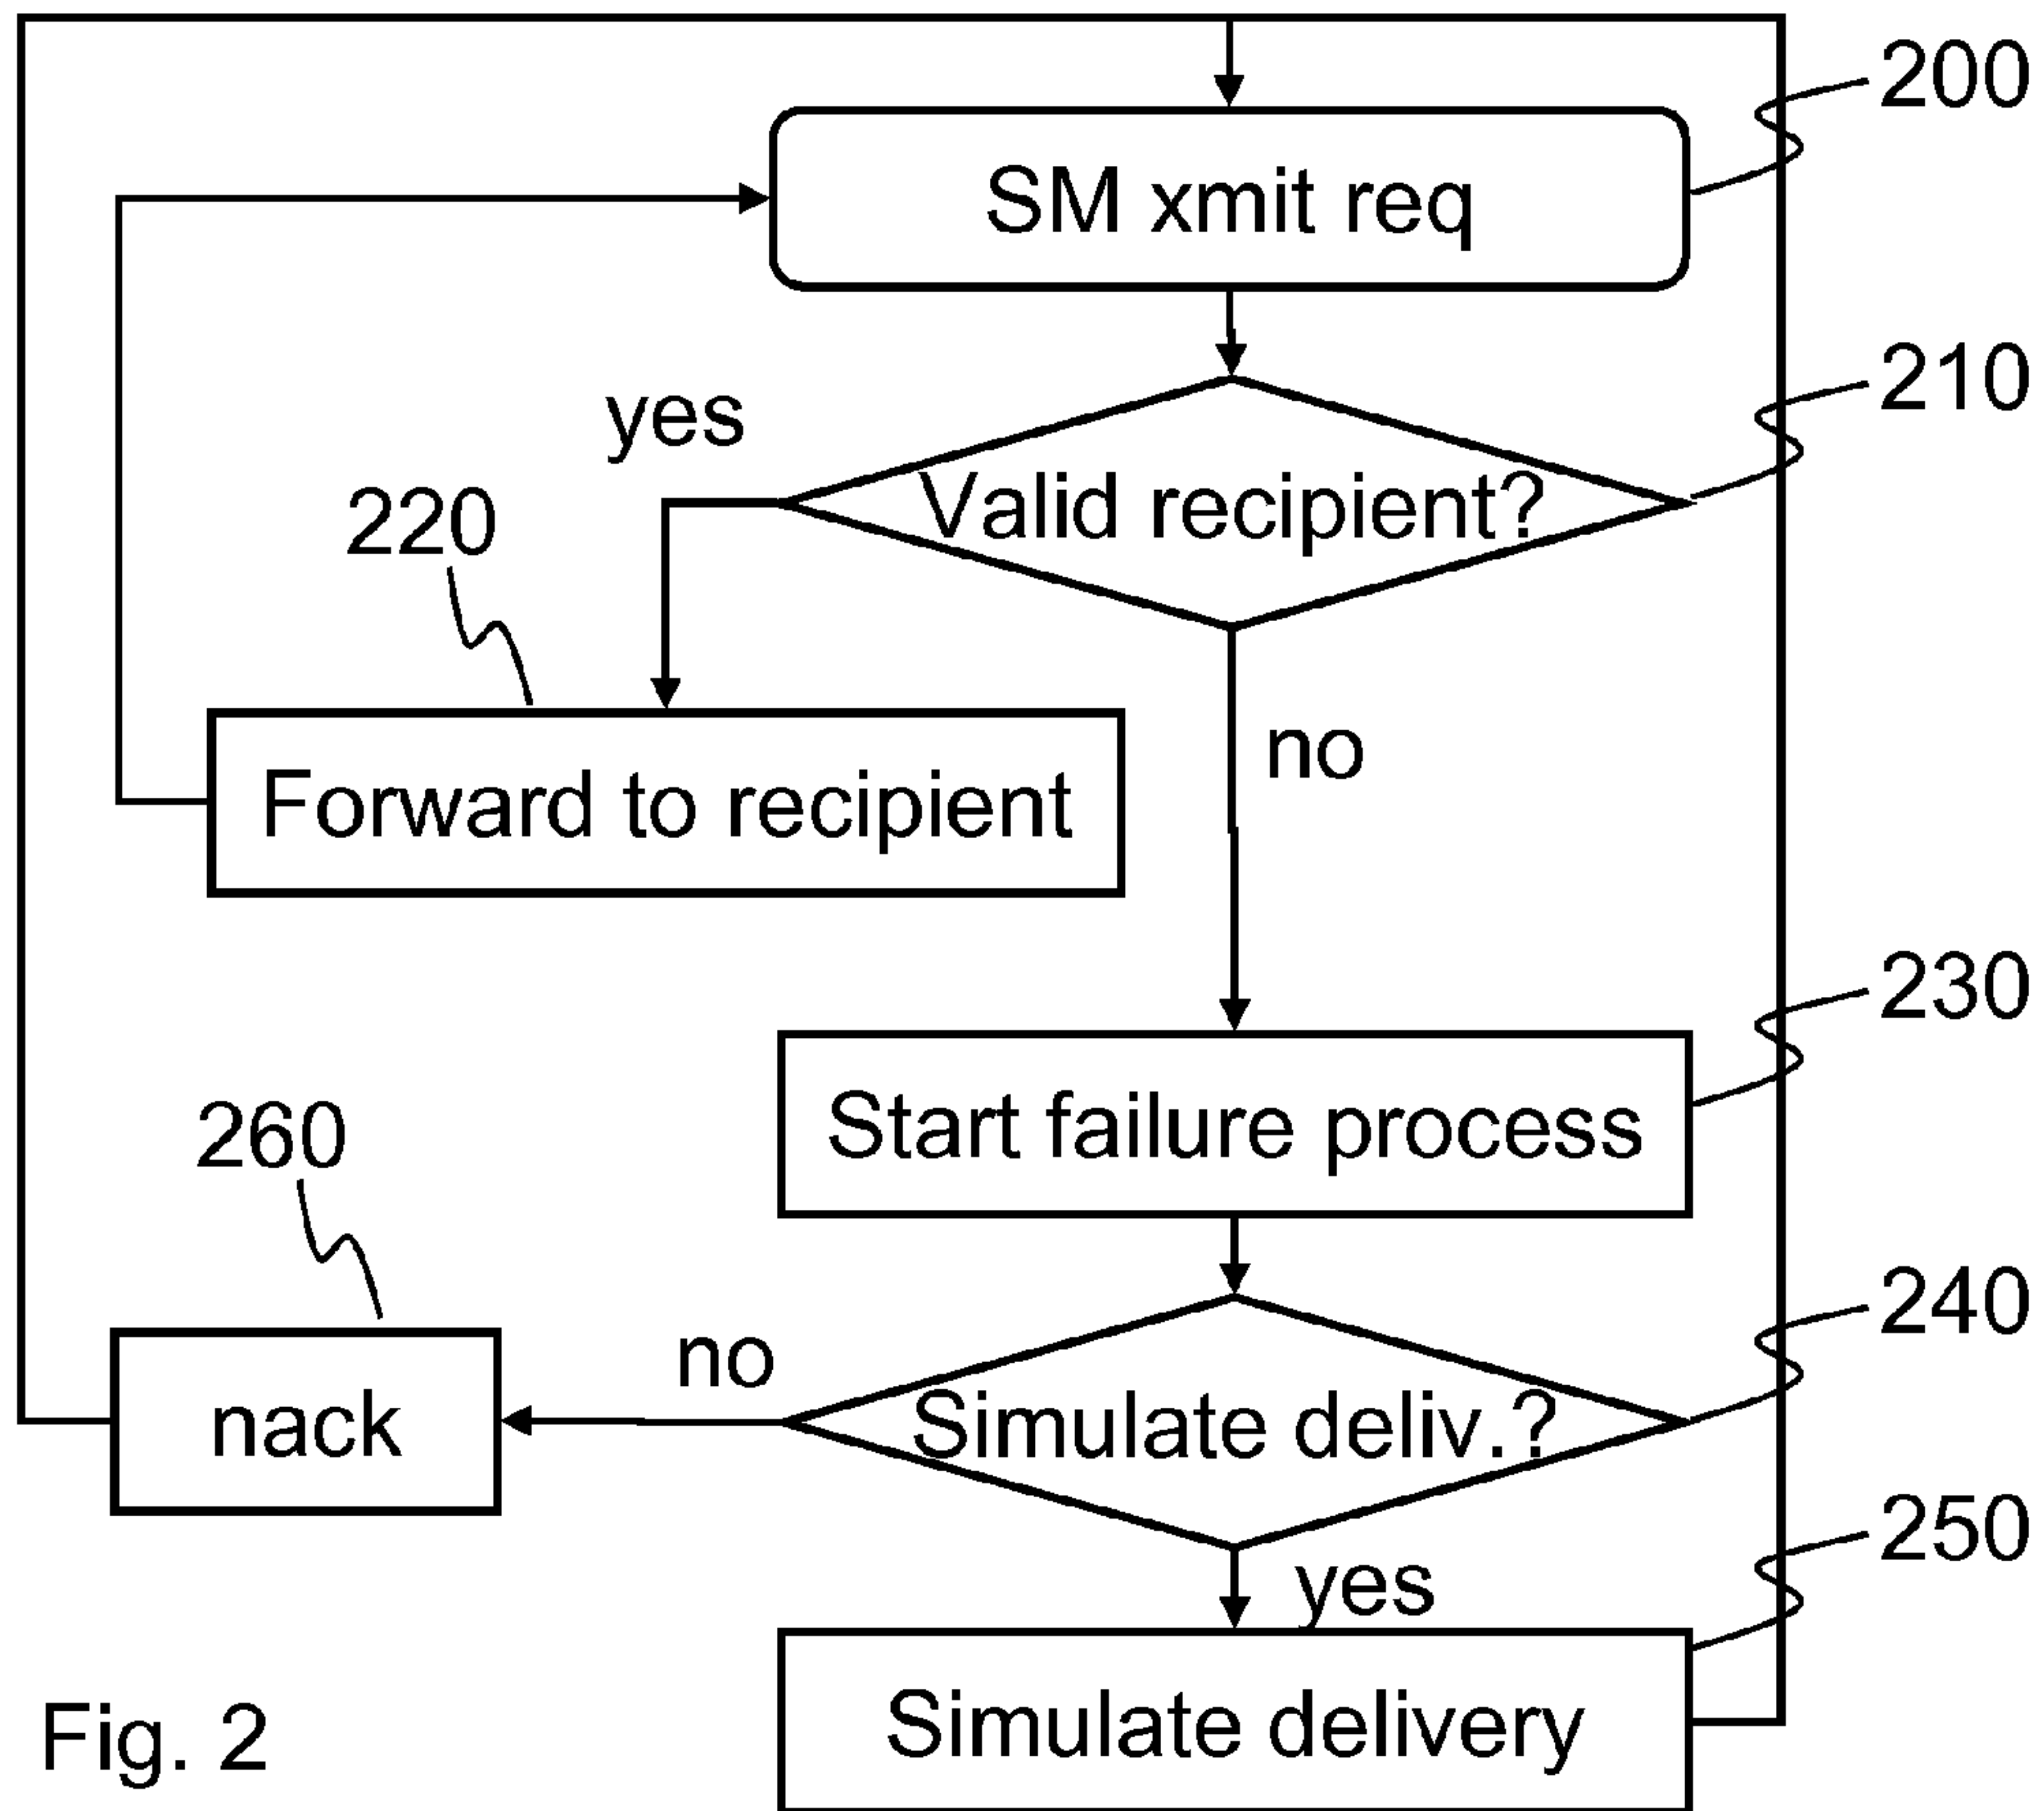 200
SM xmit req
210
yes
Valid recipient?
220
no
Forward to recipient
230
Start failure process
260
240
no
Simulate deliv.?
nack
250
yes
Simulate delivery
Fig. 2